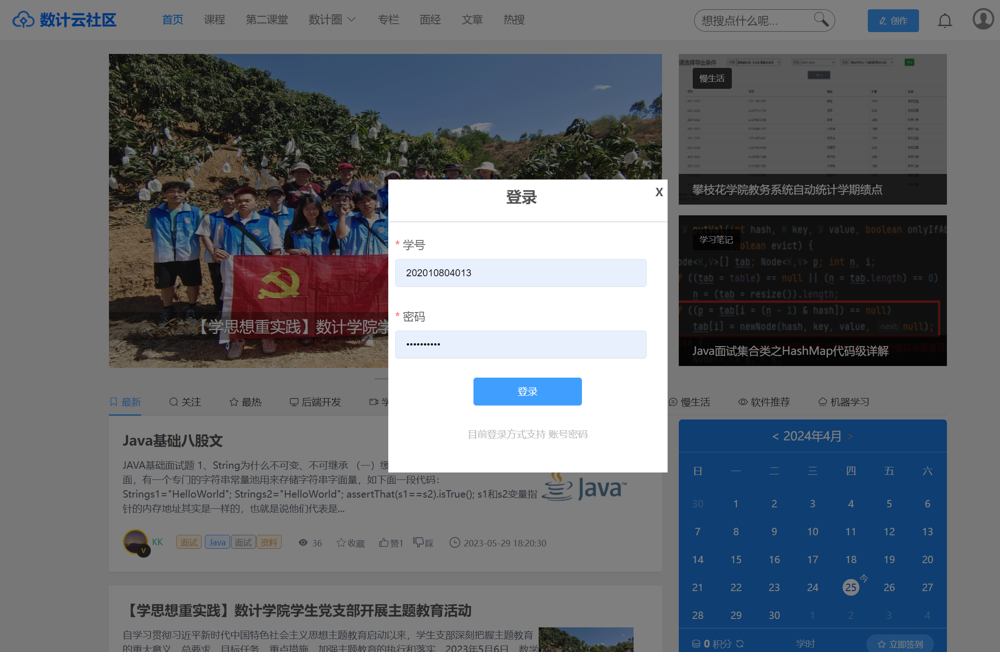 数计云社区
首页 课程 第二课堂 数计圈 专栏 面经 文章 热搜
想搜点什么呢...
创作
请选择导出条件
慢生活
攀枝花学院教务系统自动统计学期绩点
【学思想重实践】数计学院学
登录
X
* 学号
202010804013
* 密码
登录
目前登录方式支持 账号密码
V putVal(int hash, K key, V value, boolean onlyIfAb
学习笔记
boolean evict) {
ode<K,V>[] tab; Node<K,V> p; int n, i;
f ((tab = table) == null || (n = tab.length) == 0)
n = (tab = resize()).length;
f ((p = tab[i = (n - 1) & hash]) == null)
tab[i] = newNode(hash, key, value, next: null);
Java面试集合类之HashMap代码级详解
最新 关注 最热 后端开发 学
慢生活 软件推荐 机器学习
Java基础八股文
JAVA基础面试题 1、String为什么不可变、不可继承 （一）缓
面，有一个专门的字符串常量池用来存储字符串字面量，如下面一段代码：
Strings1="HelloWorld"; Strings2="HelloWorld"; assertThat(s1==s2).isTrue(); s1和s2变量指
针的内存地址其实是一样的，也就是说他们代表是...
Java™
KK 面试 Java 面试 资料 36 收藏 赞1 踩 2023-05-29 18:20:30
V
【学思想重实践】数计学院学生党支部开展主题教育活动
自学习贯彻习近平新时代中国特色社会主义思想主题教育启动以来，学生支部深刻把握主题教育
的重大意义、总要求、目标任务、重点措施，加强主题教育的执行和落实。2023年5月6日，数学
< 2024年4月 >
日 一 二 三 四 五 六
30 1 2 3 4 5 6
7 8 9 10 11 12 13
14 15 16 17 18 19 20
今
21 22 23 24 25 26 27
28 29 30 1 2 3 4
0 积分 学时 立即签到